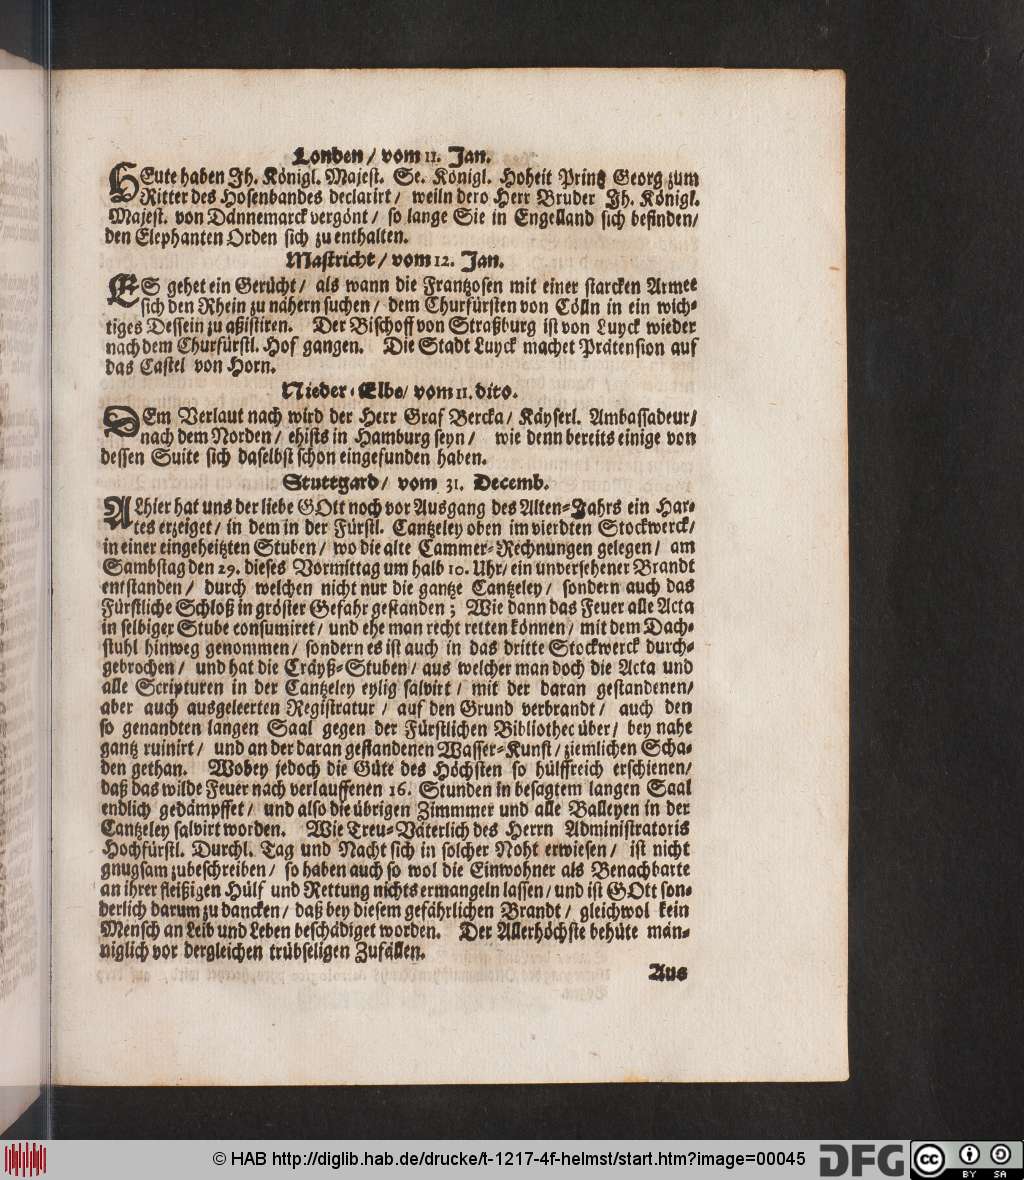 Londen / vom 11. Jan.
HEute haben Jh. Königl. Majest. Se. Königl. Hoheit Printz Georg zum
Ritter des Hosenbandes declarirt / weiln dero Herr Bruder Jh. Königl.
Majest. von Dännemarck vergönt / so lange Sie in Engelland sich befinden /
den Elephanten Orden sich zu enthalten.
Mastricht / vom 12. Jan.
ES gehet ein Gerücht / als wann die Frantzosen mit einer starcken Armee
sich den Rhein zu nähern suchen / dem Churfürsten von Cölln in ein wich-
tiges Dessein zu aßistiren. Der Bischoff von Straßburg ist von Luyck wieder
nach dem Churfürstl. Hof gangen. Die Stadt Luyck machet Prätension auf
das Castel von Horn.
Nieder-Elbe / vom 11. dito.
DEm Verlaut nach wird der Herr Graf Bercka / Käyserl. Ambassadeur /
nach dem Norden / ehists in Hamburg seyn / wie denn bereits einige von
dessen Suite sich daselbst schon eingefunden haben.
Stuttgard / vom 31. Decemb.
ALhier hat uns der liebe GOtt noch vor Ausgang des Alten-Jahrs ein Har-
tes erzeiget / in dem in der Fürstl. Cantzeley oben im vierdten Stockwerck /
in einer eingeheitzten Stuben / wo die alte Cammer-Rechnungen gelegen / am
Sambstag den 29. dieses Vormittag um halb 10. Uhr / ein unversehener Brandt
entstanden / durch welchen nicht nur die gantze Cantzeley / sondern auch das
Fürstliche Schloß in gröster Gefahr gestanden ; Wie dann das Feuer alle Acta
in selbiger Stube consumiret / und ehe man recht retten können / mit dem Dach-
stuhl hinweg genommen / sondern es ist auch in das dritte Stockwerck durch-
gebrochen / und hat die Cräyß-Stuben / aus welcher man doch die Acta und
alle Scripturen in der Cantzeley eylig salvirt / mit der daran gestandenen /
aber auch ausgeleerten Registratur / auf den Grund verbrandt / auch den
so genandten langen Saal gegen der Fürstlichen Bibliothec über / bey nahe
gantz ruinirt / und an der daran gestandenen Wasser-Kunst / ziemlichen Scha-
den gethan. Wobey jedoch die Güte des Höchsten so hülffreich erschienen /
daß das wilde Feuer nach verlauffenen 16. Stunden in besagtem langen Saal
endlich gedämpffet / und also die übrigen Zimmmer und alle Balleyen in der
Cantzeley salvirt worden. Wie Treu-Väterlich des Herrn Administratoris
Hochfürstl. Durchl. Tag und Nacht sich in solcher Noht erwiesen / ist nicht
gnugsam zubeschreiben / so haben auch so wol die Einwohner als Benachbarte
an ihrer fleißigen Hülf und Rettung nichts ermangeln lassen / und ist GOtt son-
derlich darum zu dancken / daß bey diesem gefährlichen Brandt / gleichwol kein
Mensch an Leib und Leben beschädiget worden. Der Allerhöchste behüte män-
niglich vor dergleichen trübseligen Zufällen.
Aus
© HAB http://diglib.hab.de/drucke/t-1217-4f-helmst/start.htm?image=00045
DFG
cc BY SA